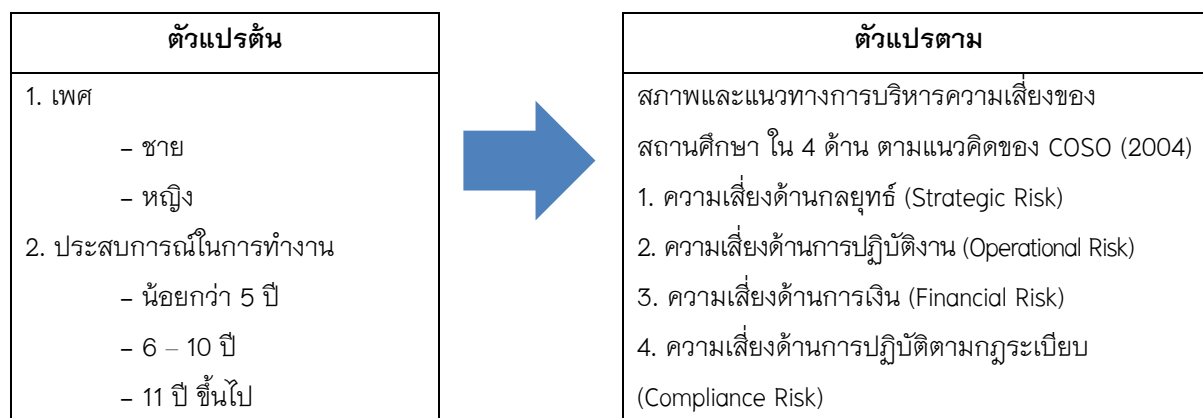 ตัวแปรต้น
1. เพศ
– ชาย
– หญิง
2. ประสบการณ์ในการทำงาน
– น้อยกว่า 5 ปี
– 6 – 10 ปี
– 11 ปี ขึ้นไป
ตัวแปรตาม
สภาพและแนวทางการบริหารความเสี่ยงของ
สถานศึกษา ใน 4 ด้าน ตามแนวคิดของ COSO (2004)
1. ความเสี่ยงด้านกลยุทธ์ (Strategic Risk)
2. ความเสี่ยงด้านการปฏิบัติงาน (Operational Risk)
3. ความเสี่ยงด้านการเงิน (Financial Risk)
4. ความเสี่ยงด้านการปฏิบัติตามกฎระเบียบ
(Compliance Risk)